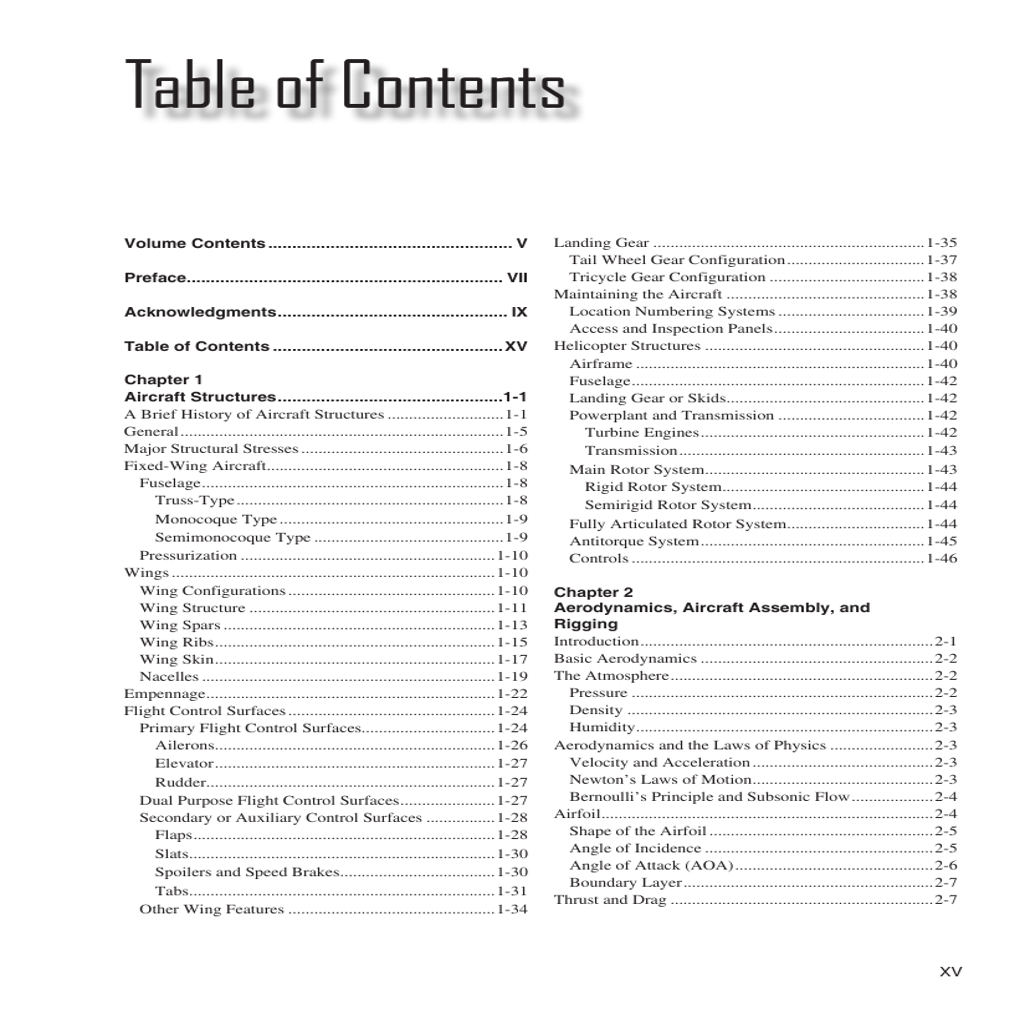 Table of Contents
Volume Contents .................................................. V
Preface................................................................. VII
Acknowledgments............................................... IX
Table of Contents ...............................................XV
Chapter 1
Aircraft Structures..............................................1-1
A Brief History of Aircraft Structures ...........................1-1
General...........................................................................1-5
Major Structural Stresses ...............................................1-6
Fixed-Wing Aircraft.......................................................1-8
Fuselage......................................................................1-8
Truss-Type..............................................................1-8
Monocoque Type ....................................................1-9
Semimonocoque Type ............................................1-9
Pressurization ...........................................................1-10
Wings ...........................................................................1-10
Wing Configurations ................................................1-10
Wing Structure .........................................................1-11
Wing Spars ...............................................................1-13
Wing Ribs.................................................................1-15
Wing Skin.................................................................1-17
Nacelles ....................................................................1-19
Empennage...................................................................1-22
Flight Control Surfaces ................................................1-24
Primary Flight Control Surfaces...............................1-24
Ailerons.................................................................1-26
Elevator.................................................................1-27
Rudder...................................................................1-27
Dual Purpose Flight Control Surfaces......................1-27
Secondary or Auxiliary Control Surfaces ................1-28
Flaps......................................................................1-28
Slats.......................................................................1-30
Spoilers and Speed Brakes....................................1-30
Tabs.......................................................................1-31
Other Wing Features ................................................1-34
Landing Gear ...............................................................1-35
Tail Wheel Gear Configuration................................1-37
Tricycle Gear Configuration ....................................1-38
Maintaining the Aircraft ..............................................1-38
Location Numbering Systems ..................................1-39
Access and Inspection Panels...................................1-40
Helicopter Structures ...................................................1-40
Airframe ...................................................................1-40
Fuselage....................................................................1-42
Landing Gear or Skids..............................................1-42
Powerplant and Transmission ..................................1-42
Turbine Engines....................................................1-42
Transmission.........................................................1-43
Main Rotor System...................................................1-43
Rigid Rotor System...............................................1-44
Semirigid Rotor System........................................1-44
Fully Articulated Rotor System................................1-44
Antitorque System....................................................1-45
Controls ....................................................................1-46
Chapter 2
Aerodynamics, Aircraft Assembly, and
Rigging
Introduction....................................................................2-1
Basic Aerodynamics ......................................................2-2
The Atmosphere.............................................................2-2
Pressure ......................................................................2-2
Density .......................................................................2-3
Humidity.....................................................................2-3
Aerodynamics and the Laws of Physics ........................2-3
Velocity and Acceleration ..........................................2-3
Newton’s Laws of Motion..........................................2-3
Bernoulli’s Principle and Subsonic Flow...................2-4
Airfoil.............................................................................2-4
Shape of the Airfoil ....................................................2-5
Angle of Incidence .....................................................2-5
Angle of Attack (AOA)..............................................2-6
Boundary Layer..........................................................2-7
Thrust and Drag .............................................................2-7
XV